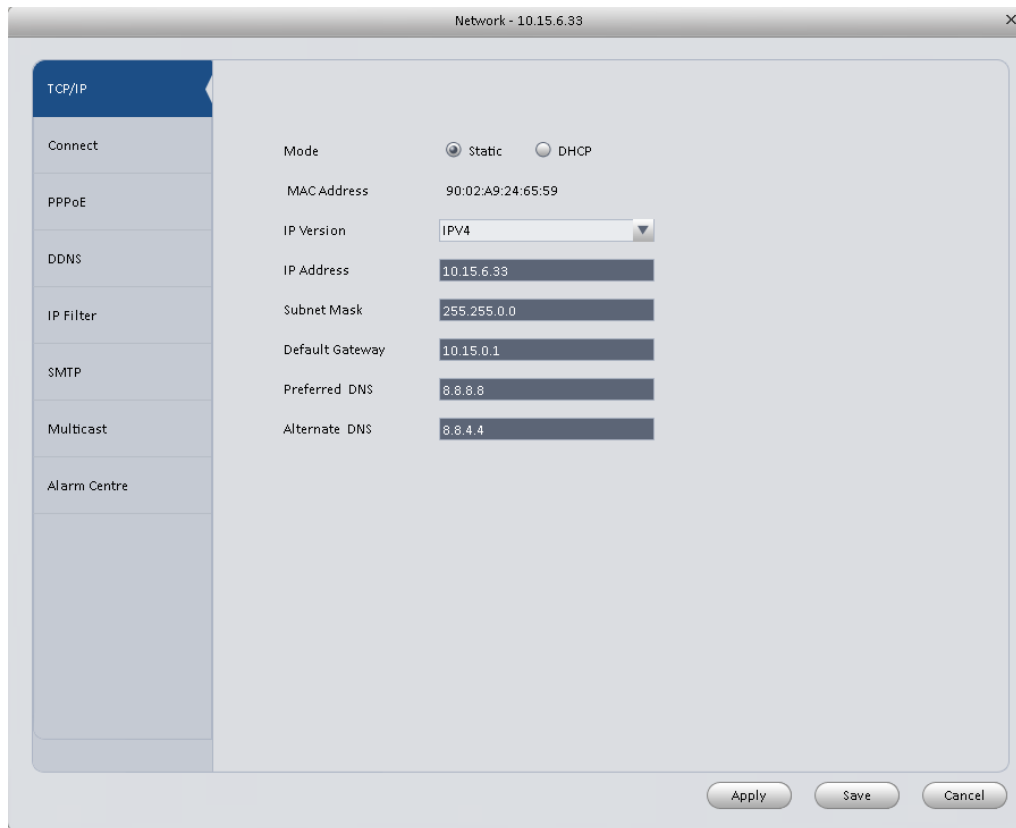 Network - 10.15.6.33
TCP/IP
Connect
PPPoE
DDNS
IP Filter
SMTP
Multicast
Alarm Centre
Mode Static DHCP
MAC Address 90:02:A9:24:65:59
IP Version IPV4
IP Address 10.15.6.33
Subnet Mask 255.255.0.0
Default Gateway 10.15.0.1
Preferred DNS 8.8.8.8
Alternate DNS 8.8.4.4
Apply Save Cancel